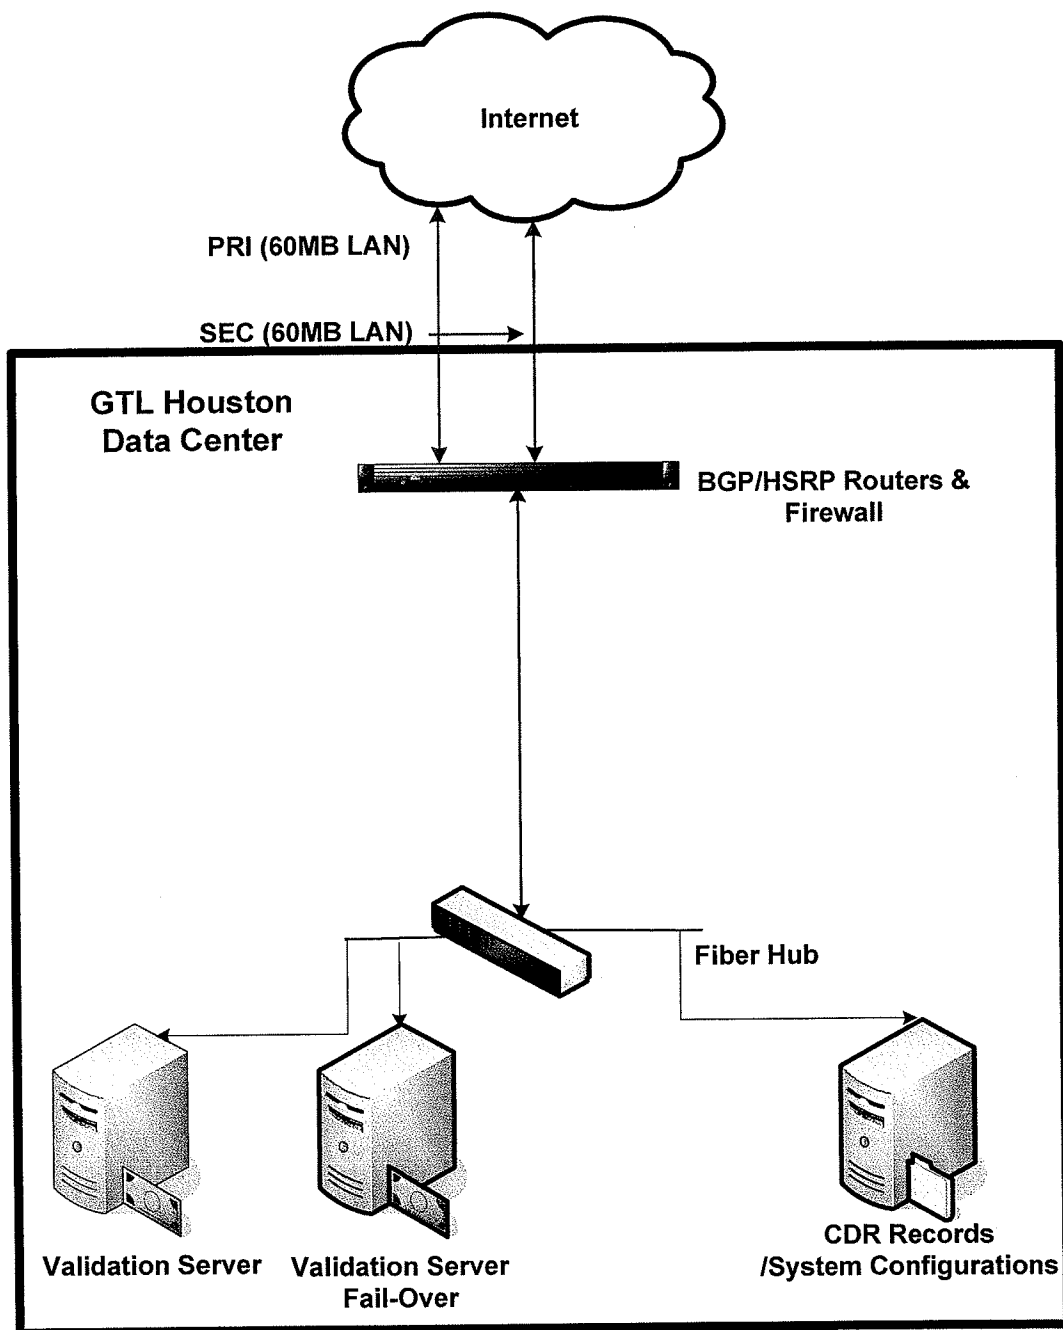 Internet
PRI (60MB LAN)
SEC (60MB LAN)
GTL Houston
Data Center
BGP/HSRP Routers &
Firewall
Fiber Hub
Validation Server
Validation Server
Fail-Over
CDR Records
/System Configurations